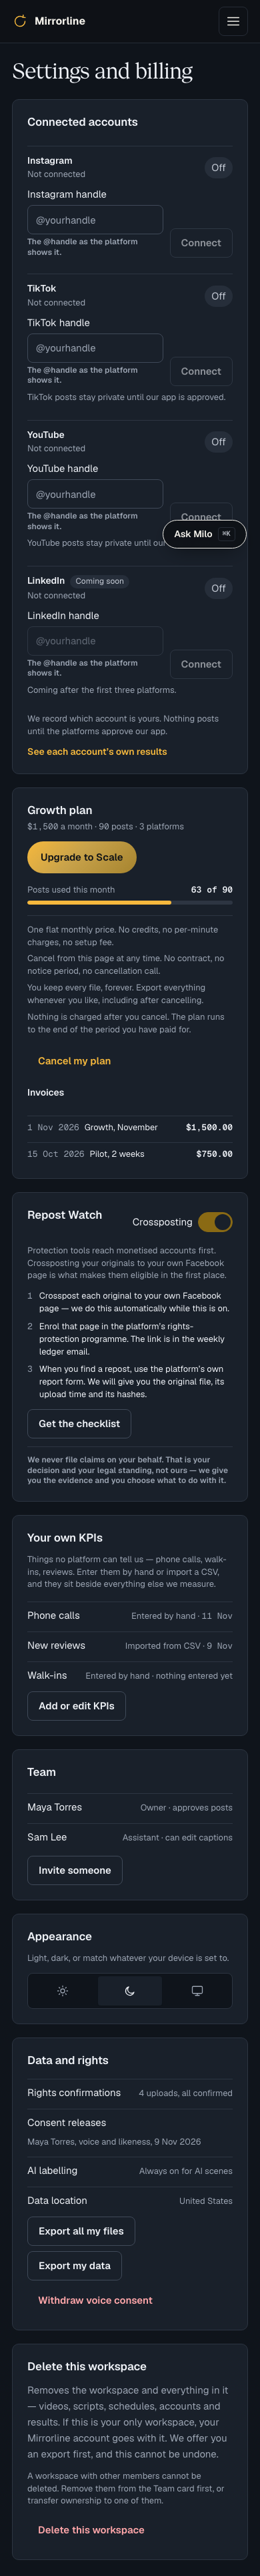 Mirrorline
Settings and billing
Connected accounts
Instagram
Not connected
Off
Instagram handle
@yourhandle
The @handle as the platform
shows it.
Connect
TikTok
Not connected
Off
TikTok handle
@yourhandle
The @handle as the platform
shows it.
Connect
TikTok posts stay private until our app is approved.
YouTube
Not connected
Off
YouTube handle
@yourhandle
The @handle as the platform
shows it.
Connect
YouTube posts stay private until our
Ask Milo ⌘K
LinkedIn Coming soon
Not connected
Off
LinkedIn handle
@yourhandle
The @handle as the platform
shows it.
Connect
Coming after the first three platforms.
We record which account is yours. Nothing posts
until the platforms approve our app.
See each account's own results
Growth plan
$1,500 a month · 90 posts · 3 platforms
Upgrade to Scale
Posts used this month 63 of 90
One flat monthly price. No credits, no per-minute
charges, no setup fee.
Cancel from this page at any time. No contract, no
notice period, no cancellation call.
You keep every file, forever. Export everything
whenever you like, including after cancelling.
Nothing is charged after you cancel. The plan runs
to the end of the period you have paid for.
Cancel my plan
Invoices
1 Nov 2026 Growth, November $1,500.00
15 Oct 2026 Pilot, 2 weeks $750.00
Repost Watch
Crossposting
Protection tools reach monetised accounts first.
Crossposting your originals to your own Facebook
page is what makes them eligible in the first place.
1 Crosspost each original to your own Facebook
page — we do this automatically while this is on.
2 Enrol that page in the platform's rights-
protection programme. The link is in the weekly
ledger email.
3 When you find a repost, use the platform's own
report form. We will give you the original file, its
upload time and its hashes.
Get the checklist
We never file claims on your behalf. That is your
decision and your legal standing, not ours — we give
you the evidence and you choose what to do with it.
Your own KPIs
Things no platform can tell us — phone calls, walk-
ins, reviews. Enter them by hand or import a CSV,
and they sit beside everything else we measure.
Phone calls Entered by hand · 11 Nov
New reviews Imported from CSV · 9 Nov
Walk-ins Entered by hand · nothing entered yet
Add or edit KPIs
Team
Maya Torres Owner · approves posts
Sam Lee Assistant · can edit captions
Invite someone
Appearance
Light, dark, or match whatever your device is set to.
Data and rights
Rights confirmations 4 uploads, all confirmed
Consent releases
Maya Torres, voice and likeness, 9 Nov 2026
AI labelling Always on for AI scenes
Data location United States
Export all my files
Export my data
Withdraw voice consent
Delete this workspace
Removes the workspace and everything in it
— videos, scripts, schedules, accounts and
results. If this is your only workspace, your
Mirrorline account goes with it. We offer you
an export first, and this cannot be undone.
A workspace with other members cannot be
deleted. Remove them from the Team card first, or
transfer ownership to one of them.
Delete this workspace